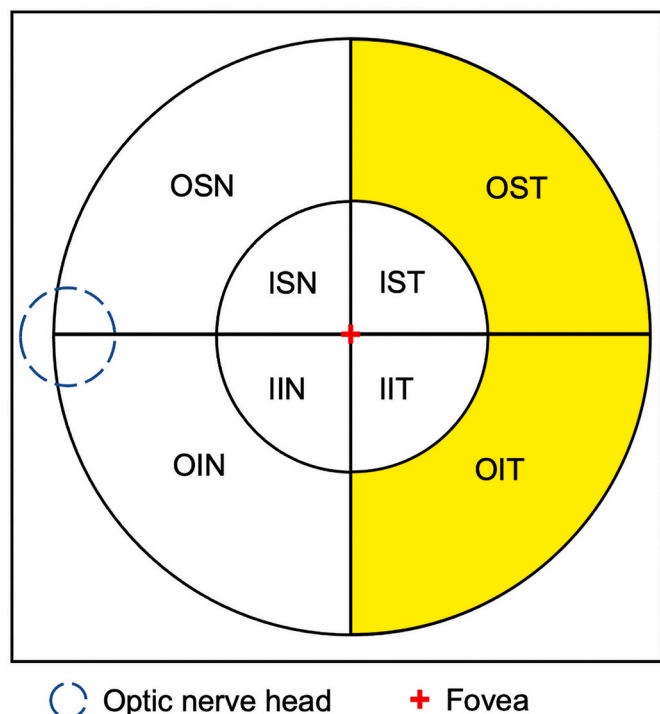 OSN OST
ISN IST
IIN IIT
OIN OIT
Optic nerve head Fovea